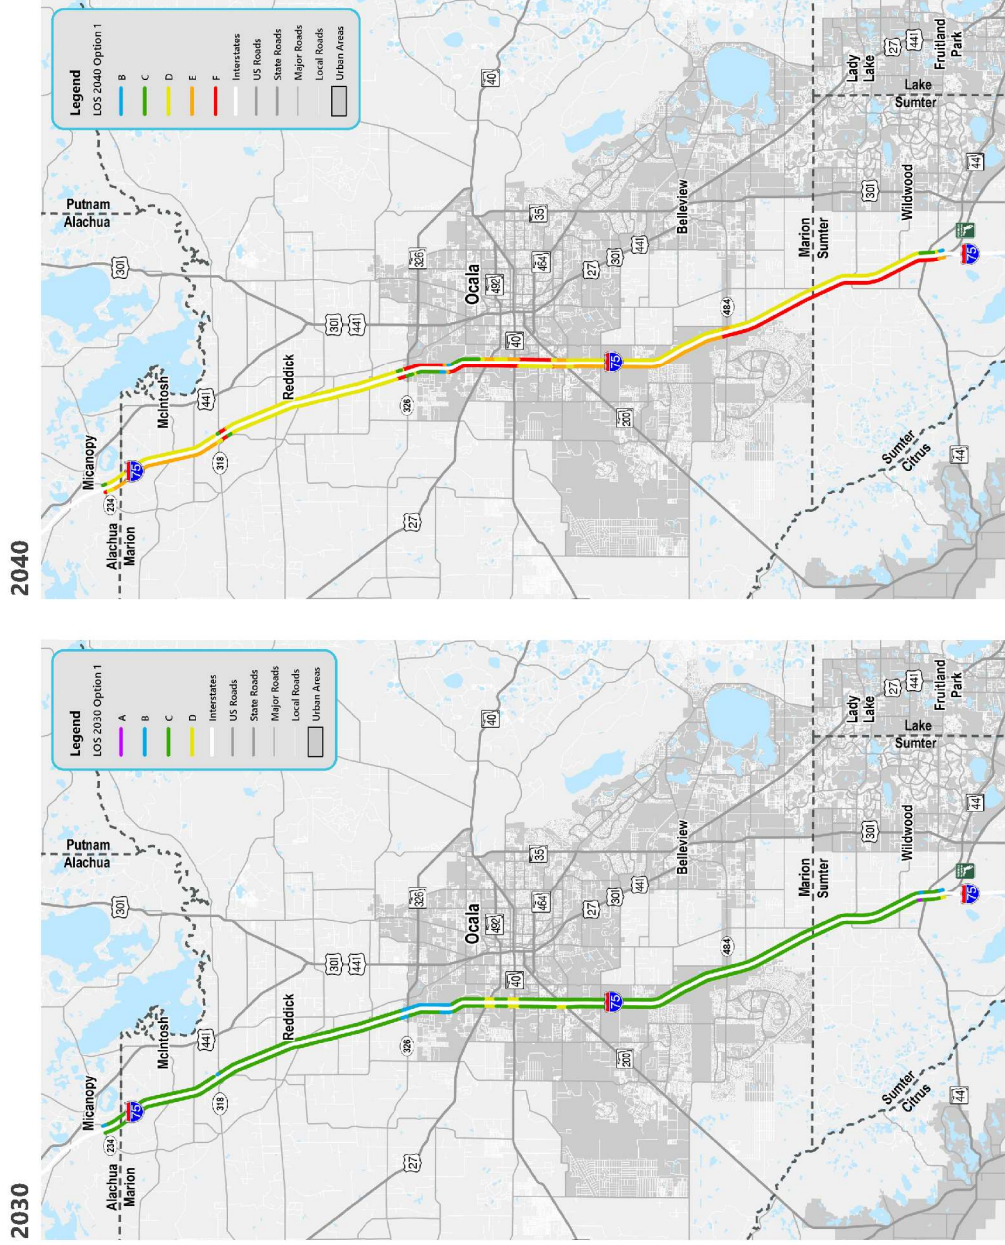 2030
Legend
LOS 2030 Option 1
A
B
C
D
Interstates
US Roads
State Roads
Major Roads
Local Roads
Urban Areas
Putnam
Alachua
301
Micanopy
234
Alachua
Marion
75
McIntosh
441
318
Reddick
301
441
326
326
27
Ocala
492
40
40
35
464
27
301
441
75
200
Belleview
484
Marion
Sumter
Sumter
Citrus
Lady
Lake
27
441
Fruitland
Park
Lake
Sumter
301
Wildwood
44
75
44
2040
Legend
LOS 2040 Option 1
B
C
D
E
F
Interstates
US Roads
State Roads
Major Roads
Local Roads
Urban Areas
Putnam
Alachua
301
Micanopy
234
Alachua
Marion
75
McIntosh
441
318
Reddick
301
441
326
326
27
Ocala
492
40
40
35
464
27
301
441
75
200
Belleview
484
Marion
Sumter
Sumter
Citrus
Lady
Lake
27
441
Fruitland
Park
Lake
Sumter
301
Wildwood
44
75
44